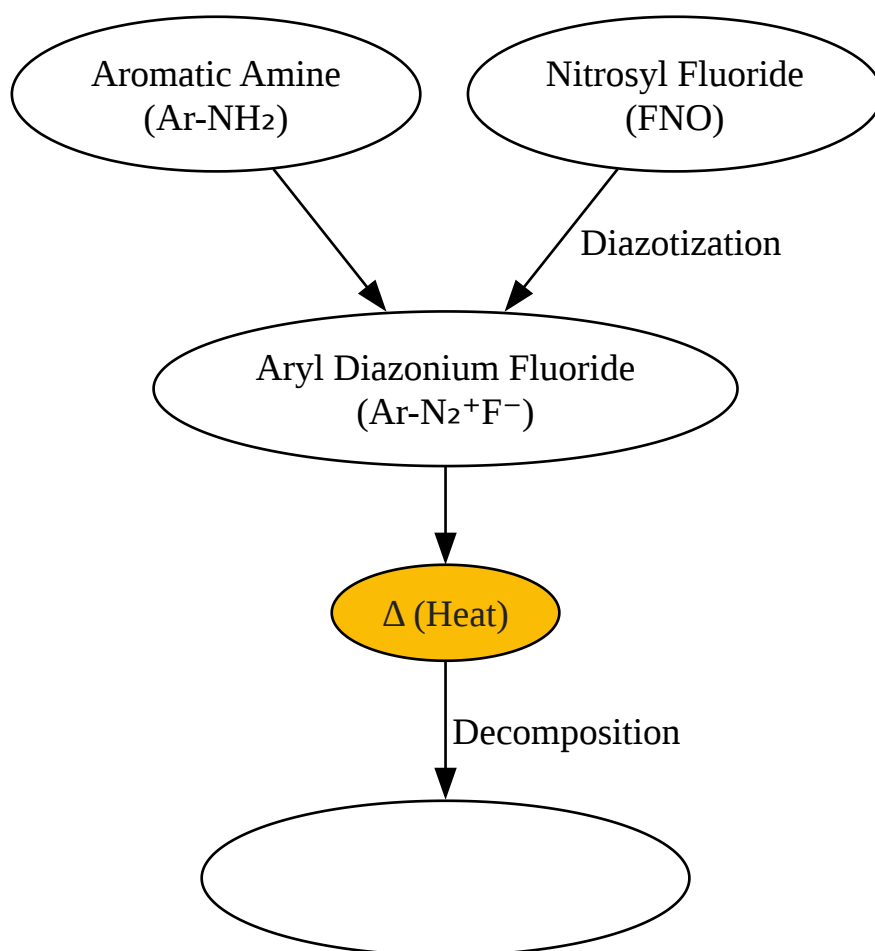 Aromatic Amine
(Ar-NH₂)
Nitrosyl Fluoride
(FNO)
Diazotization
Aryl Diazonium Fluoride
(Ar-N₂⁺F⁻)
Δ (Heat)
Decomposition